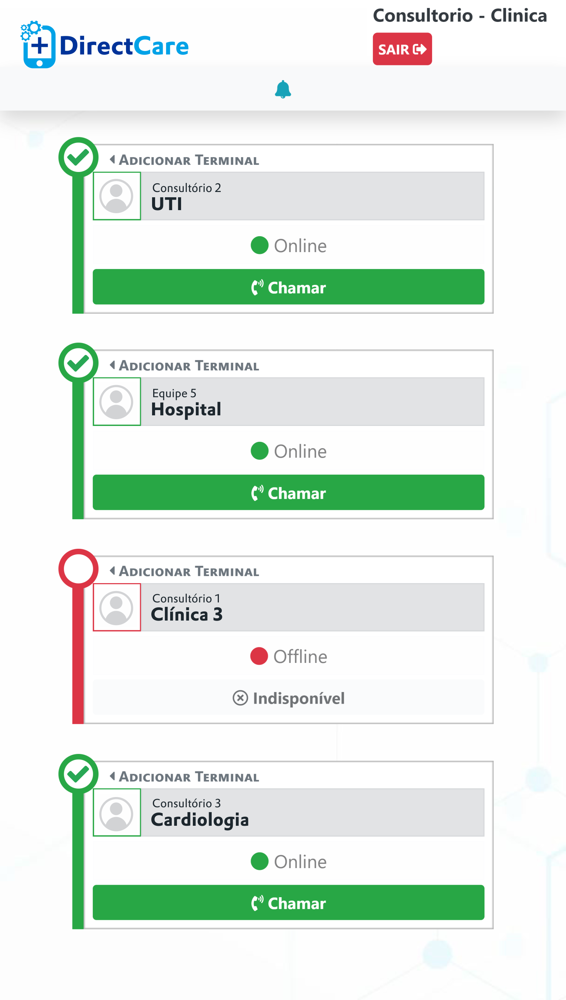 Consultorio - Clinica
DirectCare
SAIR
Adicionar Terminal
Consultório 2
UTI
Online
Chamar
Adicionar Terminal
Equipe 5
Hospital
Online
Chamar
Adicionar Terminal
Consultório 1
Clínica 3
Offline
Indisponível
Adicionar Terminal
Consultório 3
Cardiologia
Online
Chamar